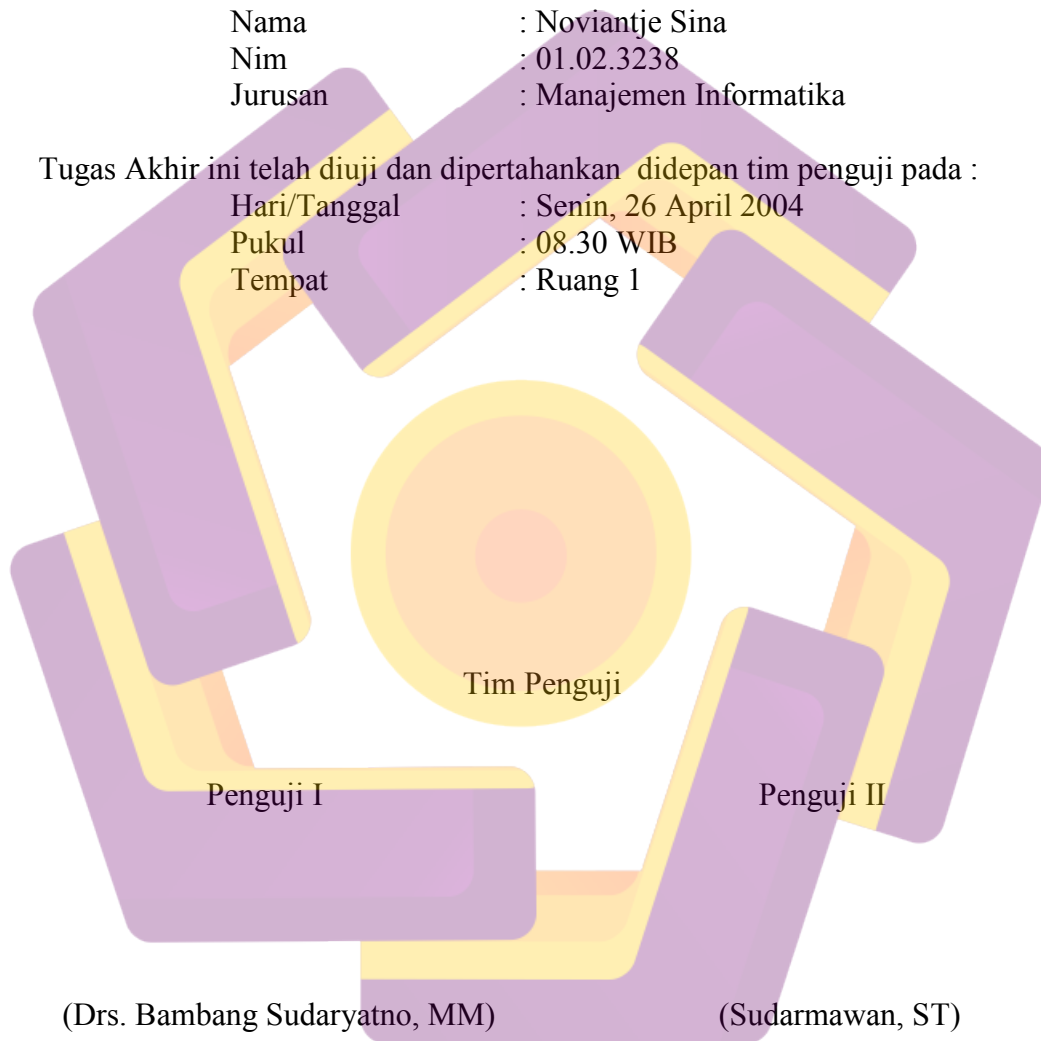 Nama : Noviantje Sina
Nim : 01.02.3238
Jurusan : Manajemen Informatika
Tugas Akhir ini telah diuji dan dipertahankan didepan tim penguji pada :
Hari/Tanggal : Senin, 26 April 2004
Pukul : 08.30 WIB
Tempat : Ruang 1
Tim Penguji
Penguji I Penguji II
(Drs. Bambang Sudaryatno, MM) (Sudarmawan, ST)